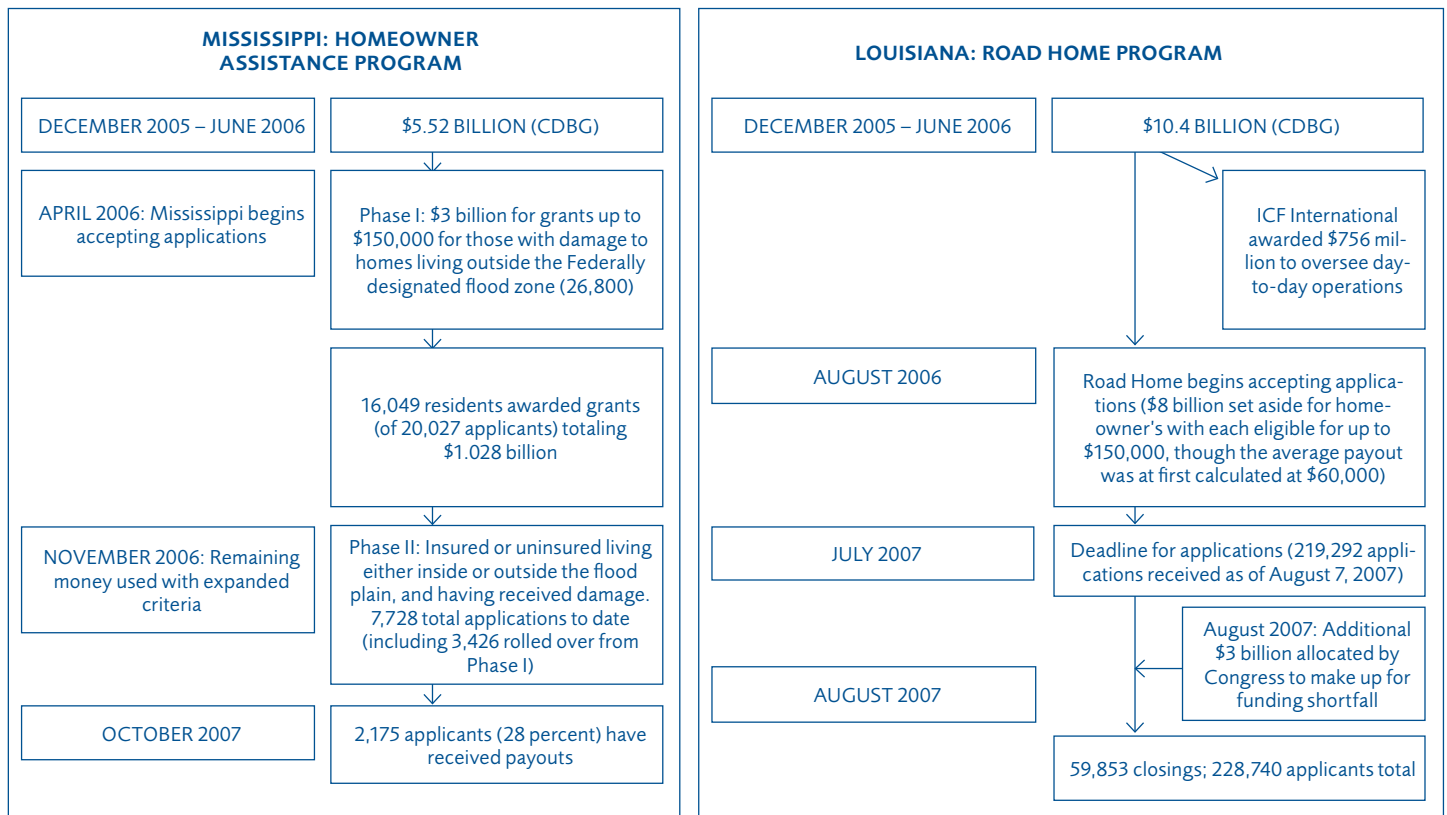 MISSISSIPPI: HOMEOWNER
ASSISTANCE PROGRAM
DECEMBER 2005 – JUNE 2006
$5.52 BILLION (CDBG)
APRIL 2006: Mississippi begins
accepting applications
Phase I: $3 billion for grants up to
$150,000 for those with damage to
homes living outside the Federally
designated flood zone (26,800)
16,049 residents awarded grants
(of 20,027 applicants) totaling
$1.028 billion
NOVEMBER 2006: Remaining
money used with expanded
criteria
Phase II: Insured or uninsured living
either inside or outside the flood
plain, and having received damage.
7,728 total applications to date
(including 3,426 rolled over from
Phase I)
OCTOBER 2007
2,175 applicants (28 percent) have
received payouts
LOUISIANA: ROAD HOME PROGRAM
DECEMBER 2005 – JUNE 2006
$10.4 BILLION (CDBG)
ICF International
awarded $756 mil-
lion to oversee day-
to-day operations
AUGUST 2006
Road Home begins accepting applica-
tions ($8 billion set aside for home-
owner's with each eligible for up to
$150,000, though the average payout
was at first calculated at $60,000)
JULY 2007
Deadline for applications (219,292 appli-
cations received as of August 7, 2007)
August 2007: Additional
$3 billion allocated by
Congress to make up for
funding shortfall
AUGUST 2007
59,853 closings; 228,740 applicants total